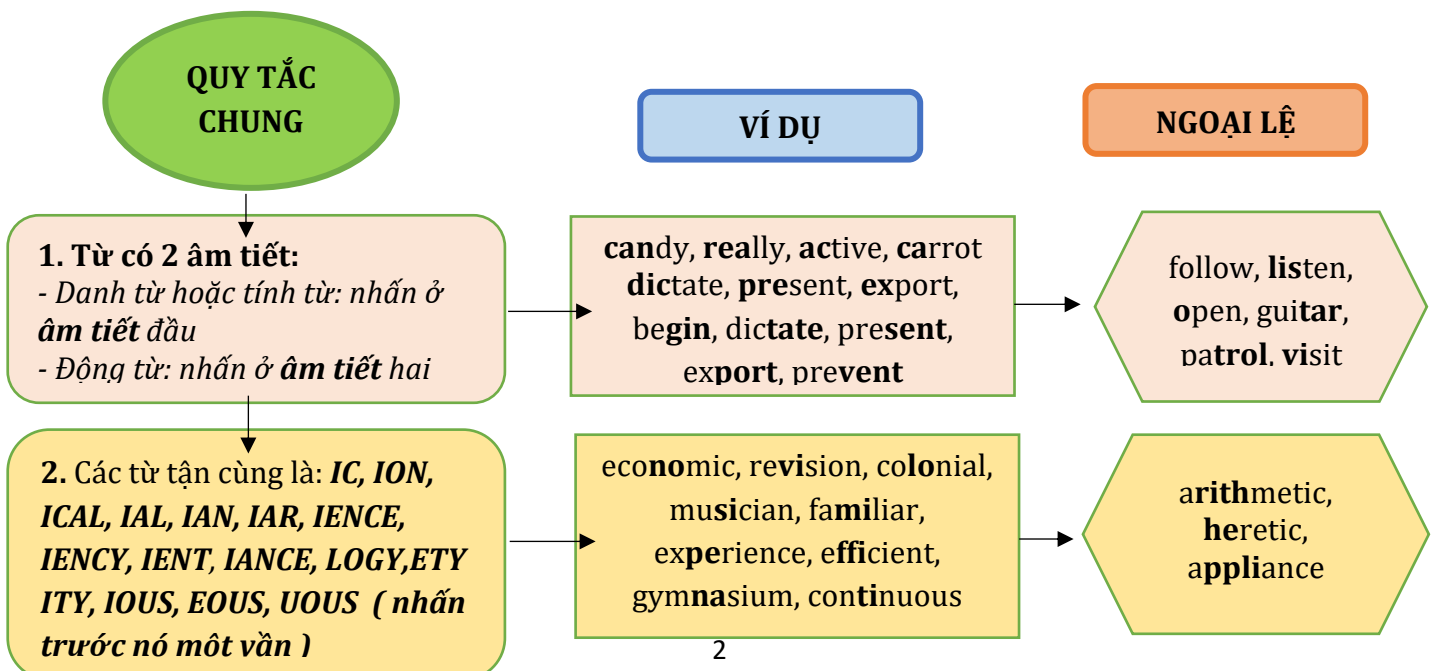 QUY TẮC
CHUNG
VÍ DỤ
NGOẠI LỆ
1. Từ có 2 âm tiết:
- Danh từ hoặc tính từ: nhấn ở
âm tiết đầu
- Động từ: nhấn ở âm tiết hai
candy, really, active, carrot
dictate, present, export,
begin, dictate, present,
export, prevent
follow, listen,
open, guitar,
patrol, visit
2. Các từ tận cùng là: IC, ION,
ICAL, IAL, IAN, IAR, IENCE,
IENCY, IENT, IANCE, LOGY,ETY
ITY, IOUS, EOUS, UOUS ( nhấn
trước nó một vần )
economic, revision, colonial,
musician, familiar,
experience, efficient,
gymnasium, continuous
arithmetic,
heretic,
appliance
2